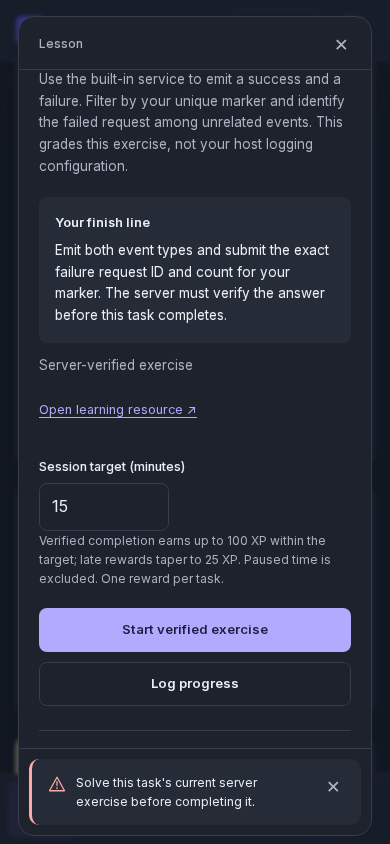 Lesson
Use the built-in service to emit a success and a
failure. Filter by your unique marker and identify
the failed request among unrelated events. This
grades this exercise, not your host logging
configuration.
Your finish line
Emit both event types and submit the exact
failure request ID and count for your
marker. The server must verify the answer
before this task completes.
Server-verified exercise
Open learning resource ↗
Session target (minutes)
15
Verified completion earns up to 100 XP within the
target; late rewards taper to 25 XP. Paused time is
excluded. One reward per task.
Start verified exercise
Log progress
Solve this task's current server
exercise before completing it.